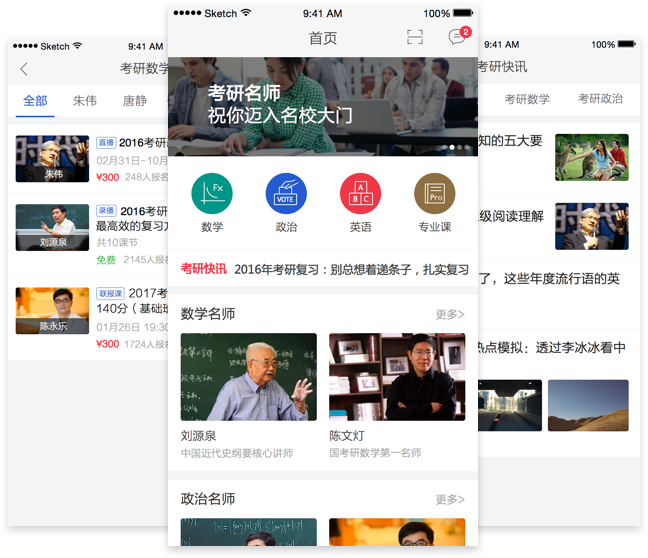 Sketch
9:41 AM
100%
首页
2
考研名师
祝你迈入名校大门
Fx
VOTE
A
B C
Pro
数学
政治
英语
专业课
考研快讯
2016年考研复习：别总想着递条子，扎实复习
数学名师
更多>
刘源泉
中国近代史纲要核心讲师
陈文灯
国考研数学第一名师
政治名师
更多>
Sketch
9:41 AM
考研数学
全部
朱伟
唐静
朱伟
直播 2016考研
02月31日-10月
¥300 248人报名
刘源泉
录播 2016考研
最高效的复习方
共10课节
免费 2145人报
陈永乐
联报课 2017考
140分（基础班
01月26日 19:30
¥300 1724人报名
9:41 AM
100%
考研快讯
考研数学
考研政治
知的五大要
级阅读理解
了，这些年度流行语的英
热点模拟：透过李冰冰看中